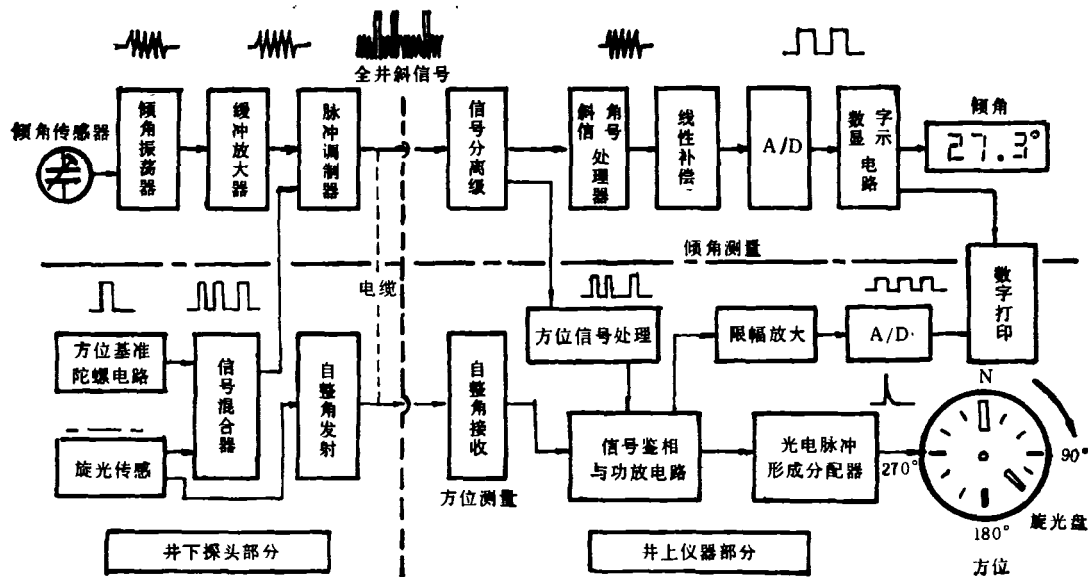 全井斜信号
倾角传感器
倾角振荡器
缓冲放大器
脉冲调制器
信号分离缓
斜角
信号
处理器
线性补偿
A/D
数字
显示
电路
倾角
27.3°
倾角测量
电缆
方位基准
陀螺电路
旋光传感
信号混合器
自整角发射
自整角接收
方位测量
方位信号处理
限幅放大
A/D
数字打印
信号鉴相
与功放电路
光电脉冲
形成分配器
N
270°
90°
180°
旋光盘
方位
井下探头部分
井上仪器部分